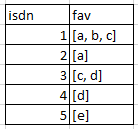 isdn fav
1 [a, b, c]
2 [a]
3 [c, d]
4 [d]
5 [e]